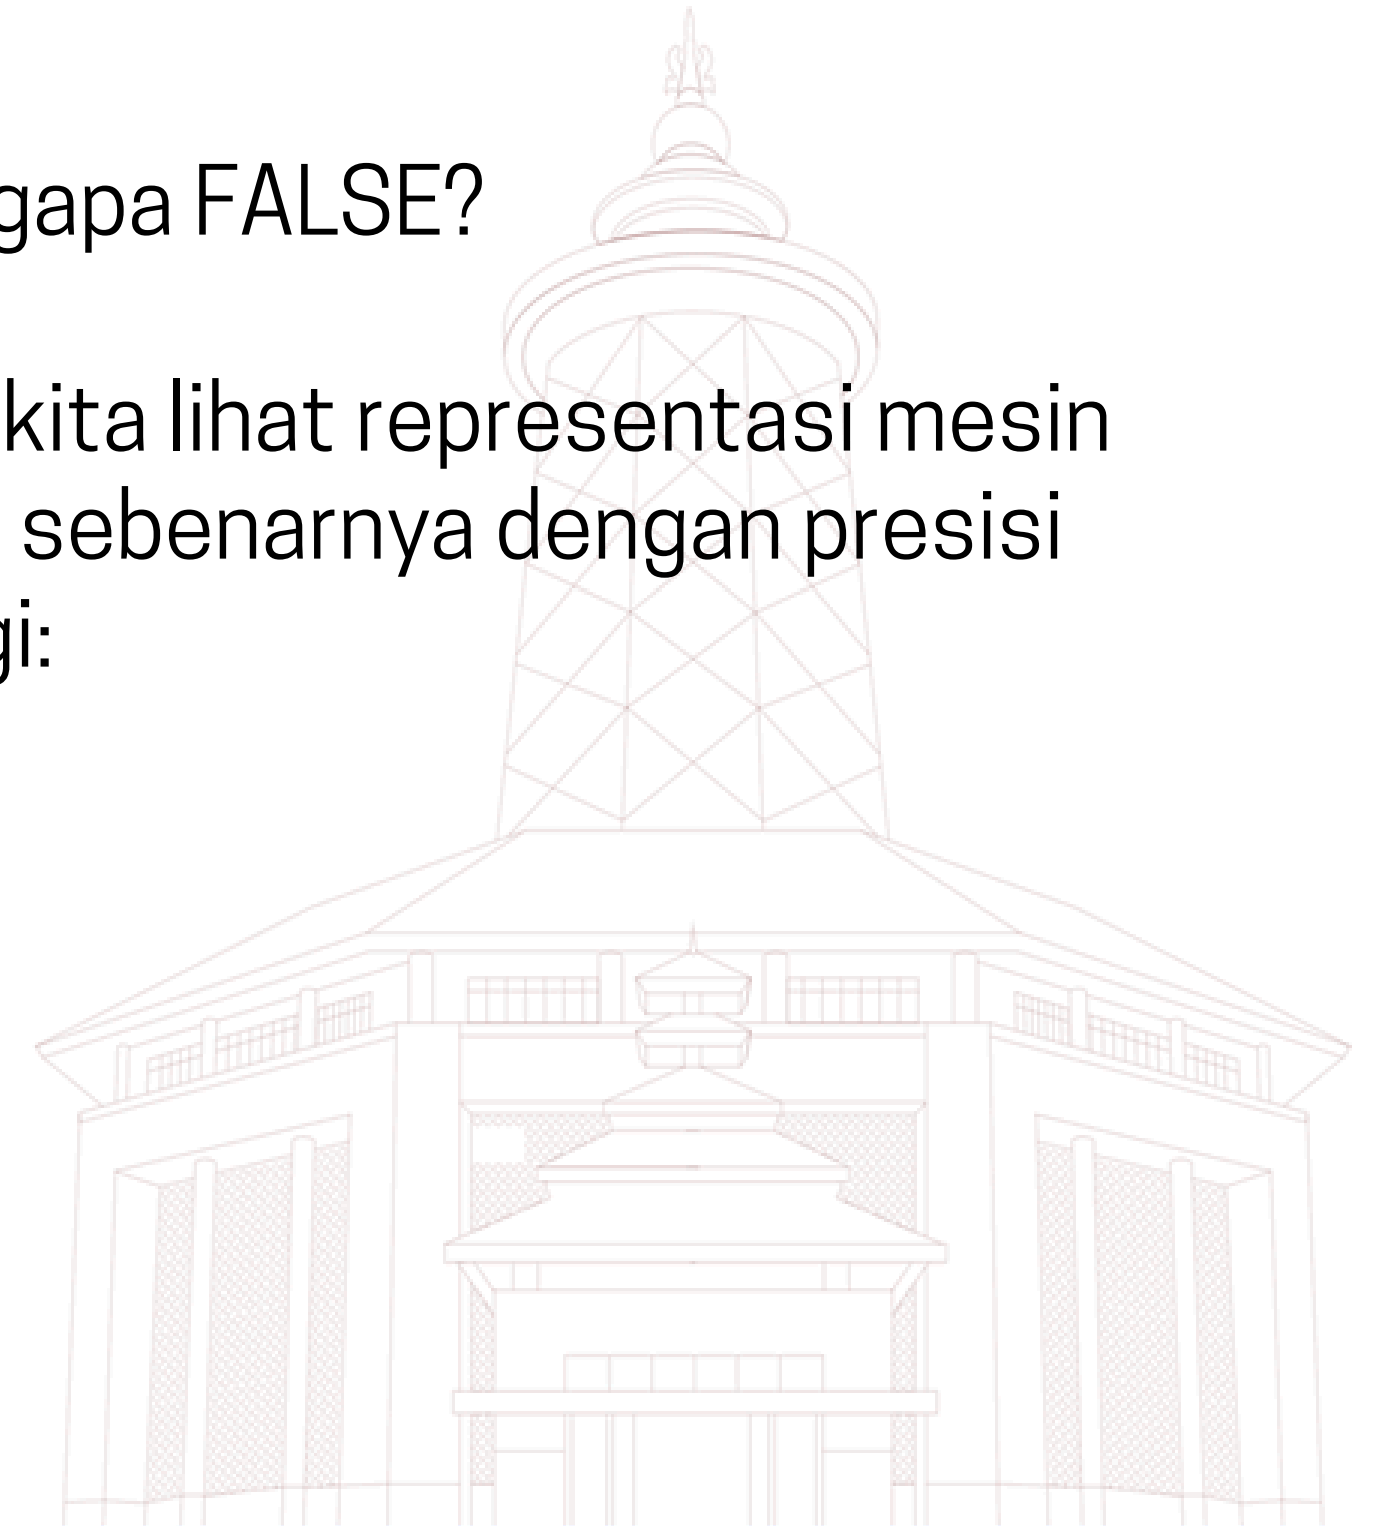 gapa FALSE?
kita lihat representasi mesin
sebenarnya dengan presisi
gi: